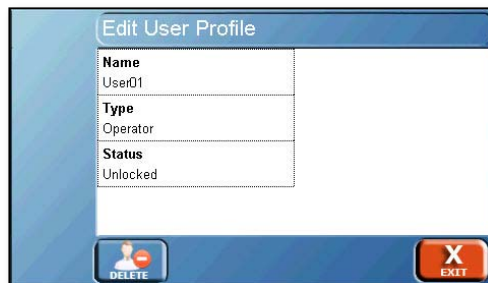 Edit User Profile
Name
User01
Type
Operator
Status
Unlocked
DELETE
X
EXIT